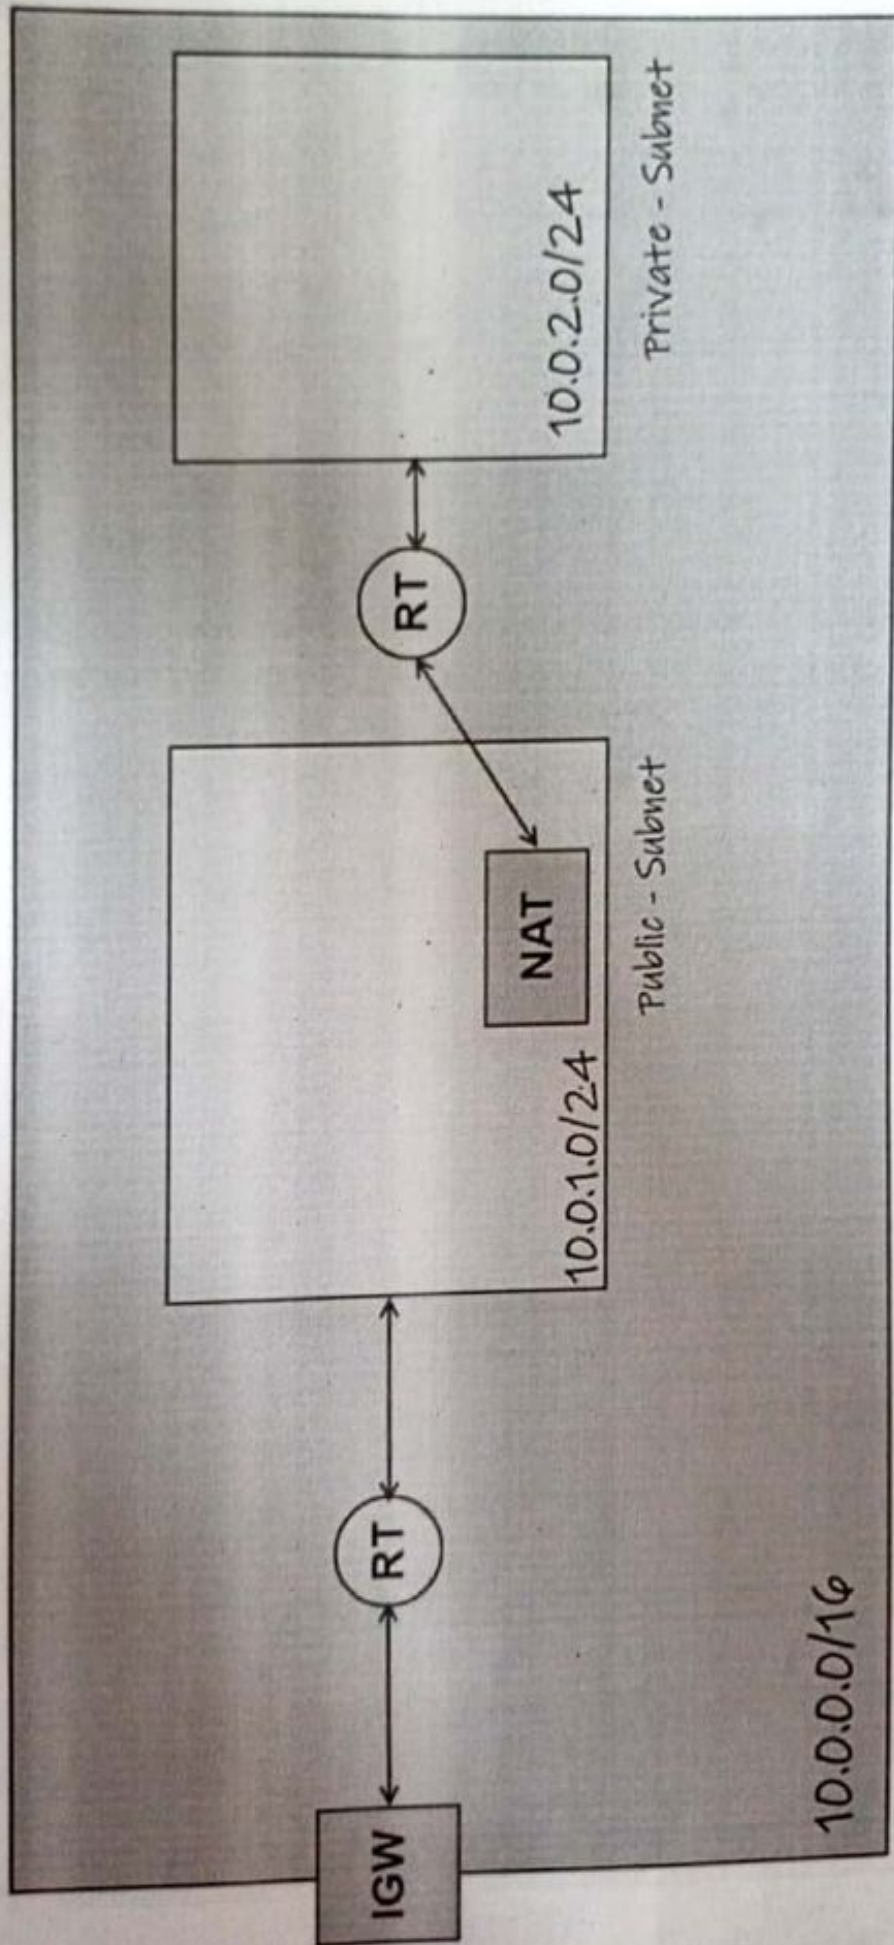 IGW
RT
10.0.1.0/24
NAT
Public - Subnet
RT
10.0.2.0/24
Private - Subnet
10.0.0.0/16